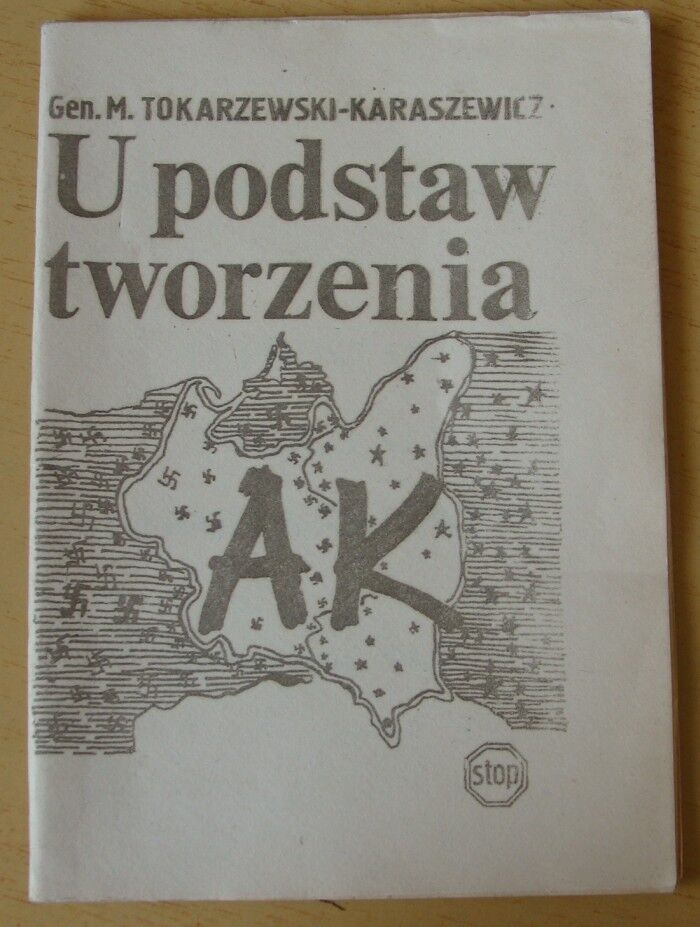 Gen. M. TOKARZEWSKI-KARASZEWICZ
U podstaw
tworzenia
AK
stop